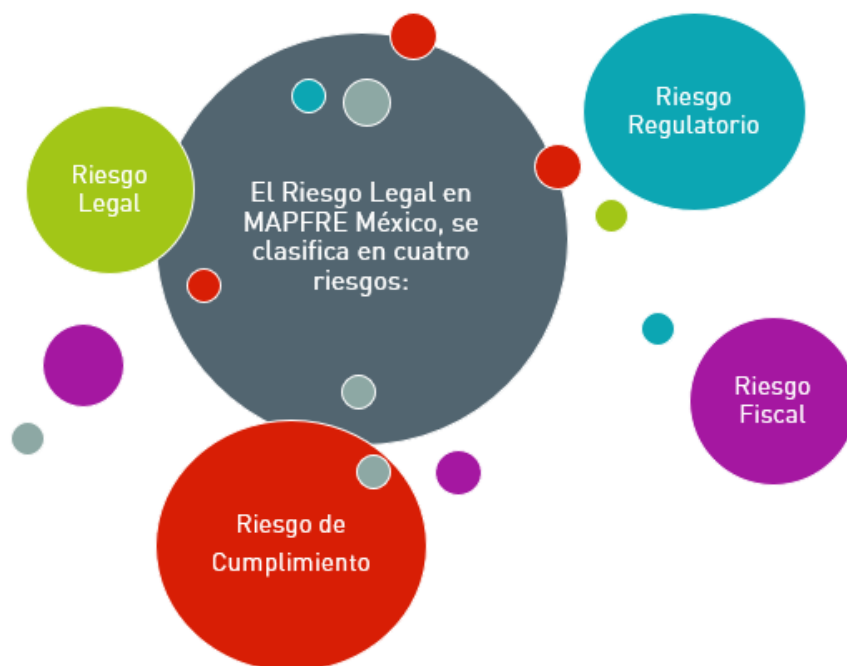 El Riesgo Legal en
MAPFRE México, se
clasifica en cuatro
riesgos:
Riesgo
Legal
Riesgo
Regulatorio
Riesgo
Fiscal
Riesgo de
Cumplimiento